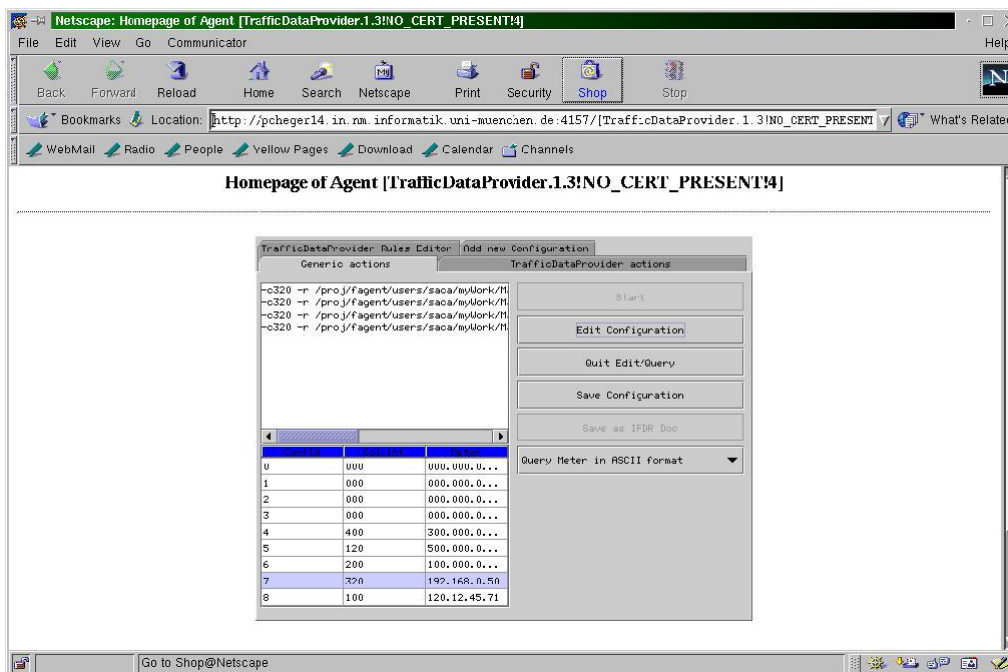 Netscape: Homepage of Agent [TrafficDataProvider.1.3!NO_CERT_PRESENT!4]
File Edit View Go Communicator Help
Back Forward Reload Home Search Netscape Print Security Shop Stop
My
N
Bookmarks Location: http://pcheger14.in.nm.informatik.uni-muenchen.de:4157/[TrafficDataProvider.1.3!NO_CERT_PRESENT What's Relate
WebMail Radio People Yellow Pages Download Calendar Channels
Homepage of Agent [TrafficDataProvider.1.3!NO_CERT_PRESENT!4]
TrafficDataProvider Rules Editor Add new Configuration
Generic actions TrafficDataProvider actions
-c320 -r /proj/fagent/users/saca/myWork/M
-c320 -r /proj/fagent/users/saca/myWork/M
-c320 -r /proj/fagent/users/saca/myWork/M
-c320 -r /proj/fagent/users/saca/myWork/M
Start
Edit Configuration
Quit Edit/Query
Save Configuration
Save as IFDR Doc
Query Meter in ASCII format
ConfId Col.Int Meter
0 000 000.000.0...
1 000 000.000.0...
2 000 000.000.0...
3 000 000.000.0...
4 400 300.000.0...
5 120 500.000.0...
6 200 100.000.0...
7 320 192.168.0.50
8 100 120.12.45.71
Go to Shop@Netscape